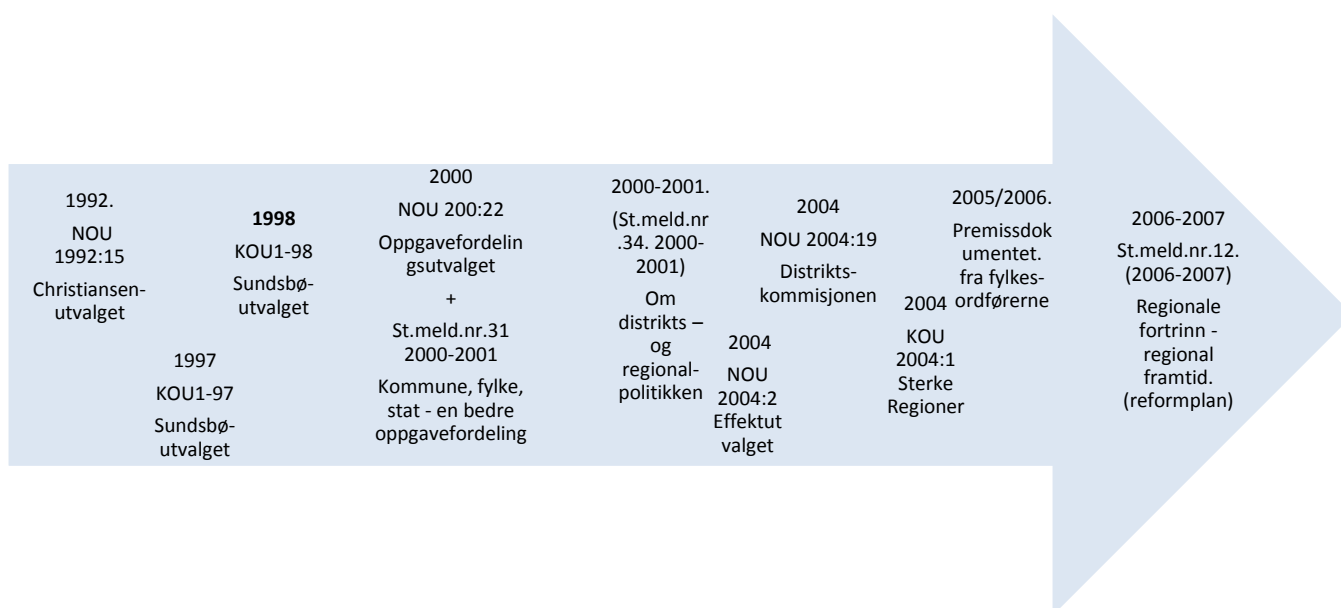 1992.
NOU
1992:15
Christiansen-
utvalget
1997
KOU1-97
Sundsbø-
utvalget
1998
KOU1-98
Sundsbø-
utvalget
2000
NOU 200:22
Oppgavefordelin
gsutvalget
+
St.meld.nr.31
2000-2001
Kommune, fylke,
stat - en bedre
oppgavefordeling
2000-2001.
(St.meld.nr
.34. 2000-
2001)
Om
distrikts –
og
regional-
politikken
2004
NOU
2004:2
Effektut
valget
2004
NOU 2004:19
Distrikts-
kommisjonen
2004
KOU
2004:1
Sterke
Regioner
2005/2006.
Premissdok
umentet.
fra fylkes-
ordførerne
2006-2007
St.meld.nr.12.
(2006-2007)
Regionale
fortrinn -
regional
framtid.
(reformplan)